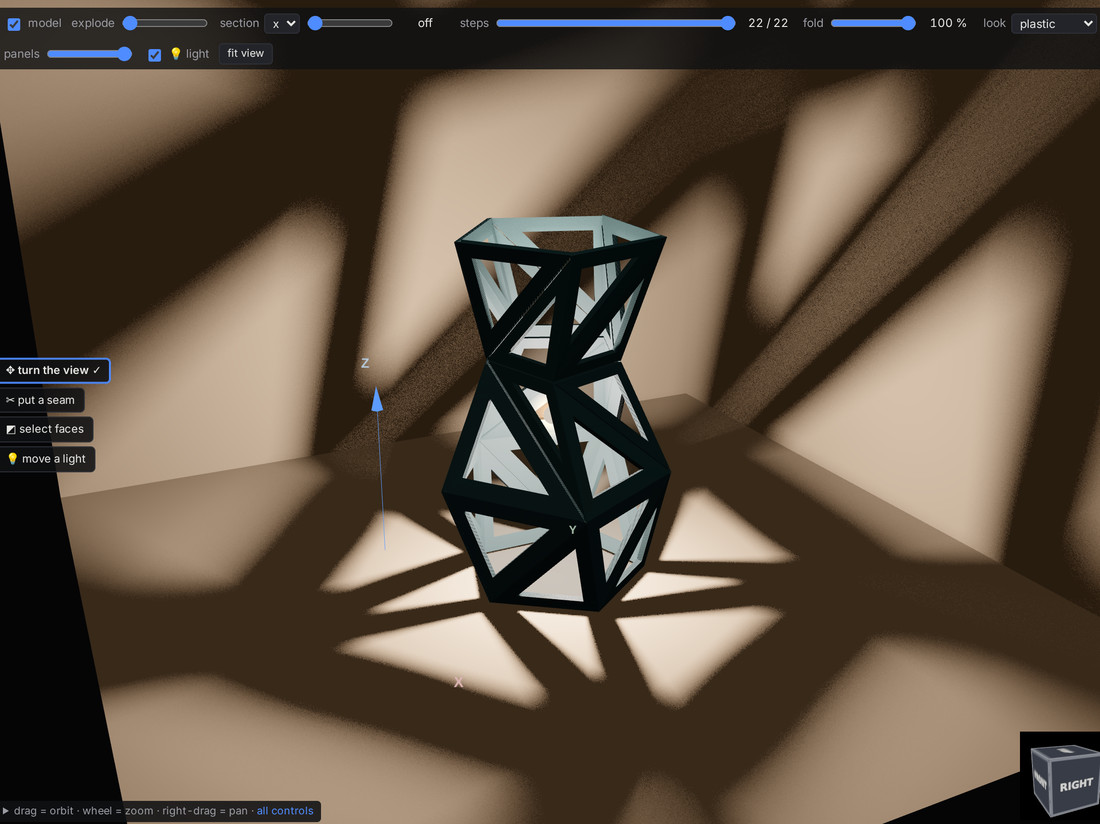 model explode section x off steps 22 / 22 fold 100 % look plastic
panels 💡 light fit view
Z
✥ turn the view ✓
✂ put a seam
◩ select faces
💡 move a light
Y
X
RIGHT
▶ drag = orbit · wheel = zoom · right-drag = pan · all controls